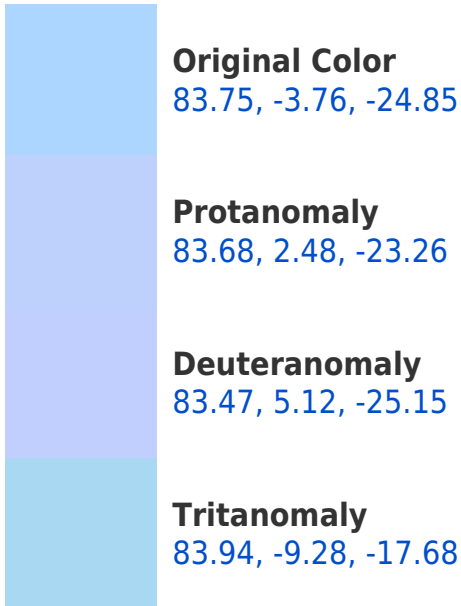 Original Color
83.75, -3.76, -24.85
Protanomaly
83.68, 2.48, -23.26
Deuteranomaly
83.47, 5.12, -25.15
Tritanomaly
83.94, -9.28, -17.68